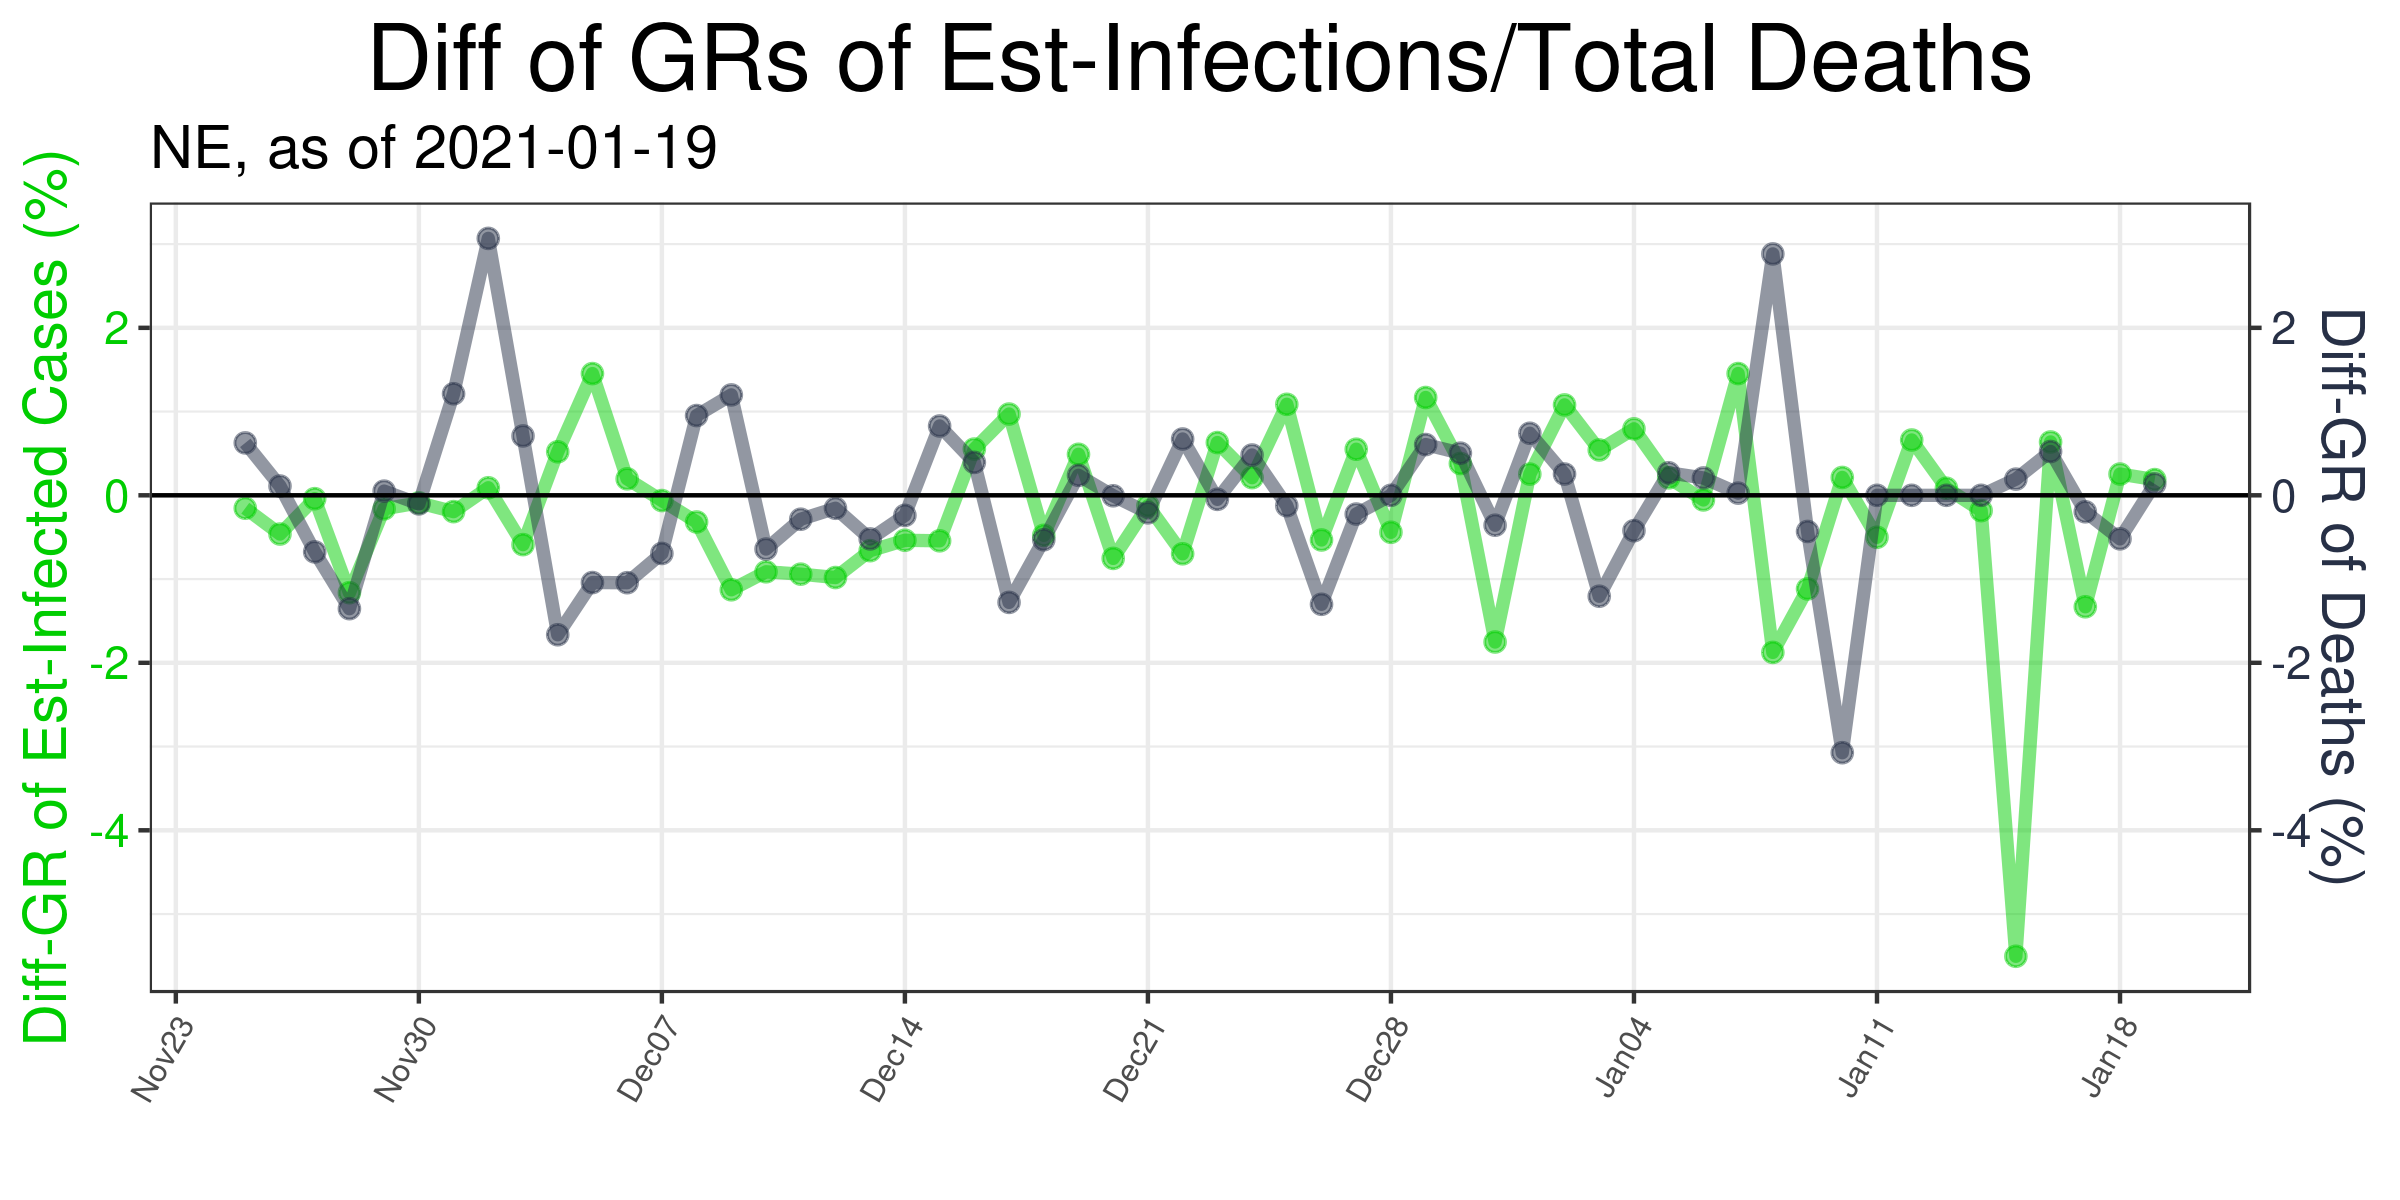 Diff of GRs of Est-Infections/Total Deaths
NE, as of 2021-01-19
Diff-GR of Est-Infected Cases (%)
2
0
-2
-4
2
0
-2
-4
Diff-GR of Deaths (%)
Nov23
Nov30
Dec07
Dec14
Dec21
Dec28
Jan04
Jan11
Jan18